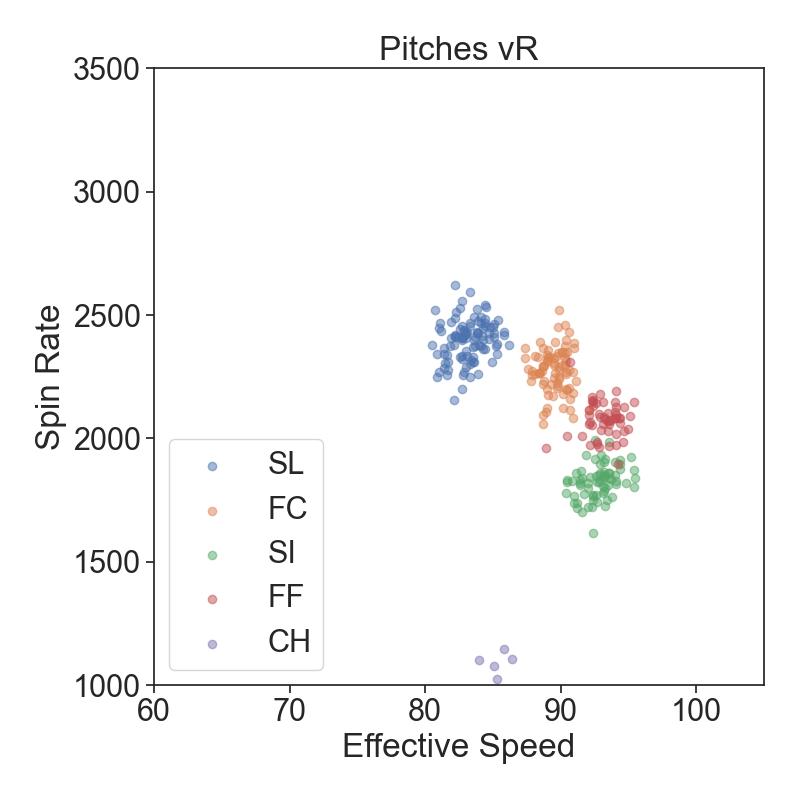 Pitches vR
3500
3000
2500
2000
1500
1000
Spin Rate
SL
FC
SI
FF
CH
60 70 80 90 100
Effective Speed